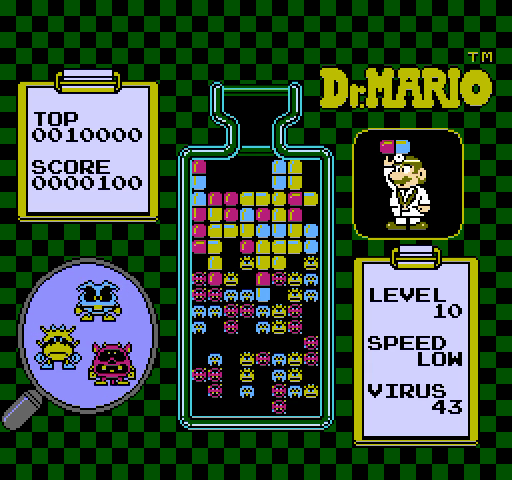 TM
Dr.MARIO
TOP
0010000
SCORE
0000100
LEVEL
10
SPEED
LOW
VIRUS
43